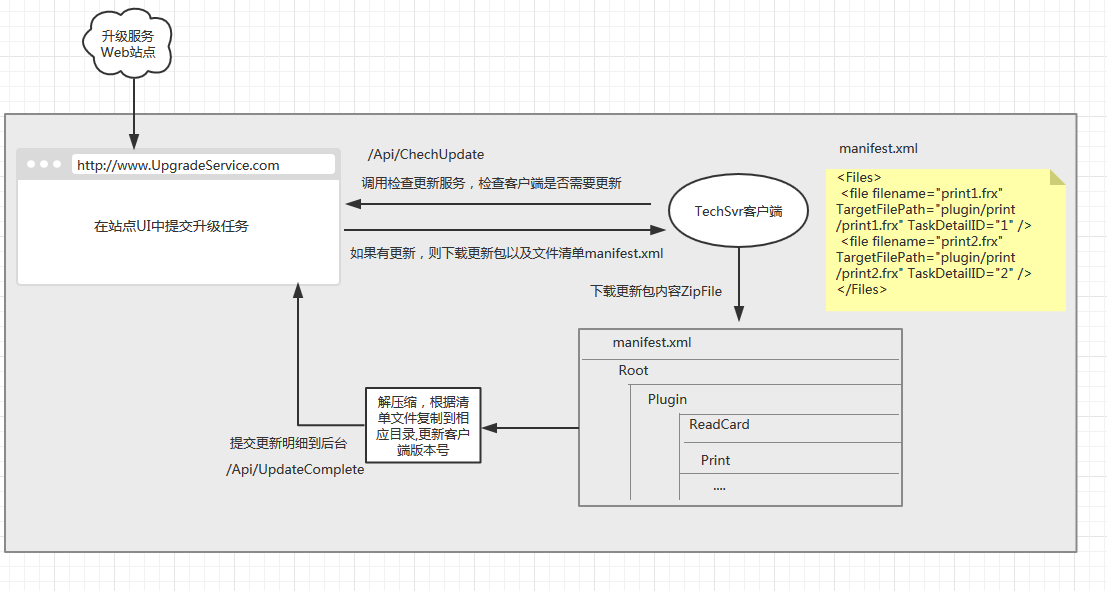 升级服务
Web站点
http://www.UpgradeService.com
在站点UI中提交升级任务
/Api/ChechUpdate
调用检查更新服务，检查客户端是否需要更新
如果有更新，则下载更新包以及文件清单manifest.xml
TechSvr客户端
manifest.xml
<Files>
<file filename="print1.frx"
TargetFilePath="plugin/print
/print1.frx" TaskDetailID="1" />
<file filename="print2.frx"
TargetFilePath="plugin/print
/print2.frx" TaskDetailID="2" />
</Files>
下载更新包内容ZipFile
manifest.xml
Root
Plugin
ReadCard
Print
....
解压缩，根据清
单文件复制到相
应目录,更新客户
端版本号
提交更新明细到后台
/Api/UpdateComplete